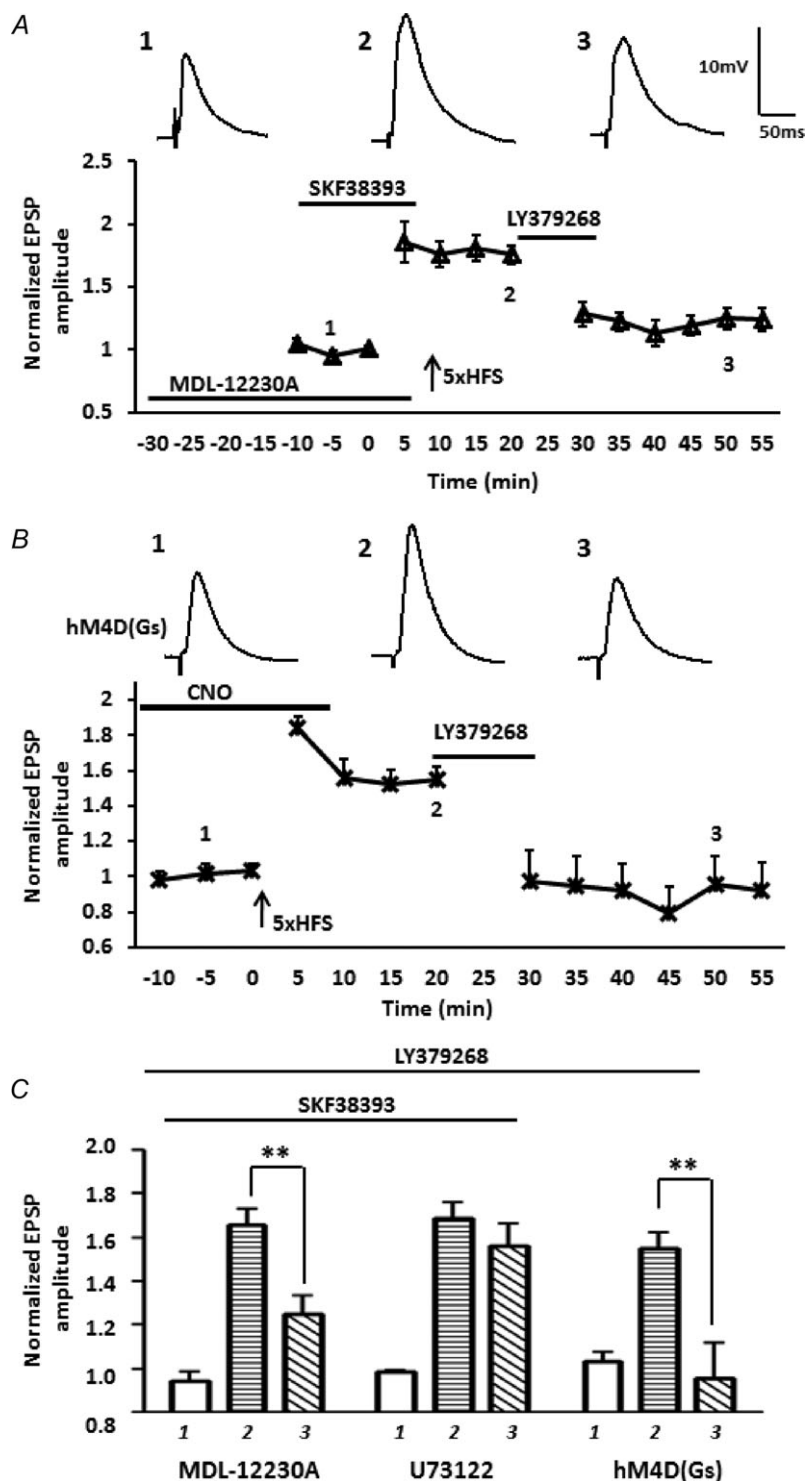 A
1 2 3
10mV
50ms
2.5
SKF38393
2
LY379268
Normalized EPSP
amplitude
1.5
2
1
1
3
MDL-12230A
5xHFS
0.5
-30 -25 -20 -15 -10 -5 0 5 10 15 20 25 30 35 40 45 50 55
Time (min)
B
1 2 3
hM4D(Gs)
2
CNO
1.8
LY379268
Normalized EPSP
amplitude
1.6
1.4
2
1.2
1 3
1
0.8
5xHFS
0.6
-10 -5 0 5 10 15 20 25 30 35 40 45 50 55
Time (min)
LY379268
C
SKF38393
2.0
** **
1.8
Normalized EPSP
amplitude
1.6
1.4
1.2
1.0
0.8
1 2 3 1 2 3 1 2 3
MDL-12230A U73122 hM4D(Gs)